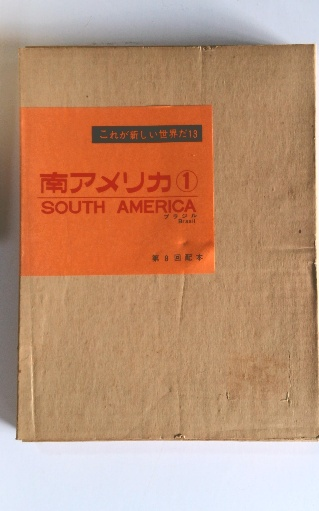 これが新しい世界だ13
南アメリカ①
SOUTH AMERICA
ブラジル
Brasil
第9回配本